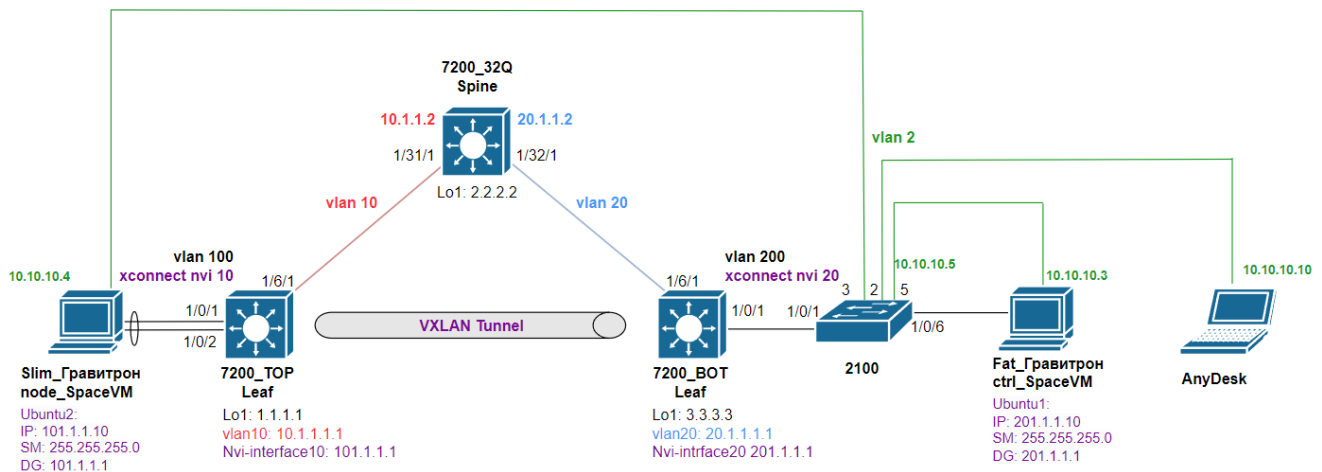 7200_32Q
Spine
10.1.1.2
20.1.1.2
1/31/1
1/32/1
Lo1: 2.2.2.2
vlan 2
vlan 10
vlan 20
vlan 100
xconnect nvi 10
vlan 200
xconnect nvi 20
10.10.10.4
1/6/1
1/6/1
10.10.10.5
10.10.10.3
10.10.10.10
3
2
5
1/0/1
1/0/2
VXLAN Tunnel
1/0/1
1/0/1
1/0/6
Slim_Гравитрон
node_SpaceVM
Ubuntu2:
IP: 101.1.1.10
SM: 255.255.255.0
DG: 101.1.1.1
7200_TOP
Leaf
Lo1: 1.1.1.1
vlan10: 10.1.1.1.1
Nvi-interface10: 101.1.1.1
7200_BOT
Leaf
Lo1: 3.3.3.3
vlan20: 20.1.1.1.1
Nvi-intrface20 201.1.1.1
2100
Fat_Гравитрон
ctrl_SpaceVM
Ubuntu1:
IP: 201.1.1.10
SM: 255.255.255.0
DG: 201.1.1.1
AnyDesk